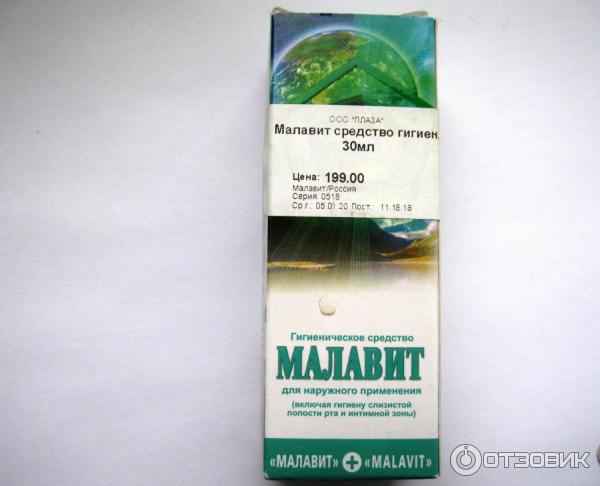 ООО "ПЛАЗА"
Малавит средство гигиен
30мл
Цена: 199.00
Малавит/Россия
Серия: 0518
Ср.г.: 05.01.20 Пост.: 11.16.18
Гигиеническое средство
МАЛАВИТ
для наружного применения
(включая гигиену слизистой
полости рта и интимной зоны)
«МАЛАВИТ» «MALAVIT»
ОТЗОВИК